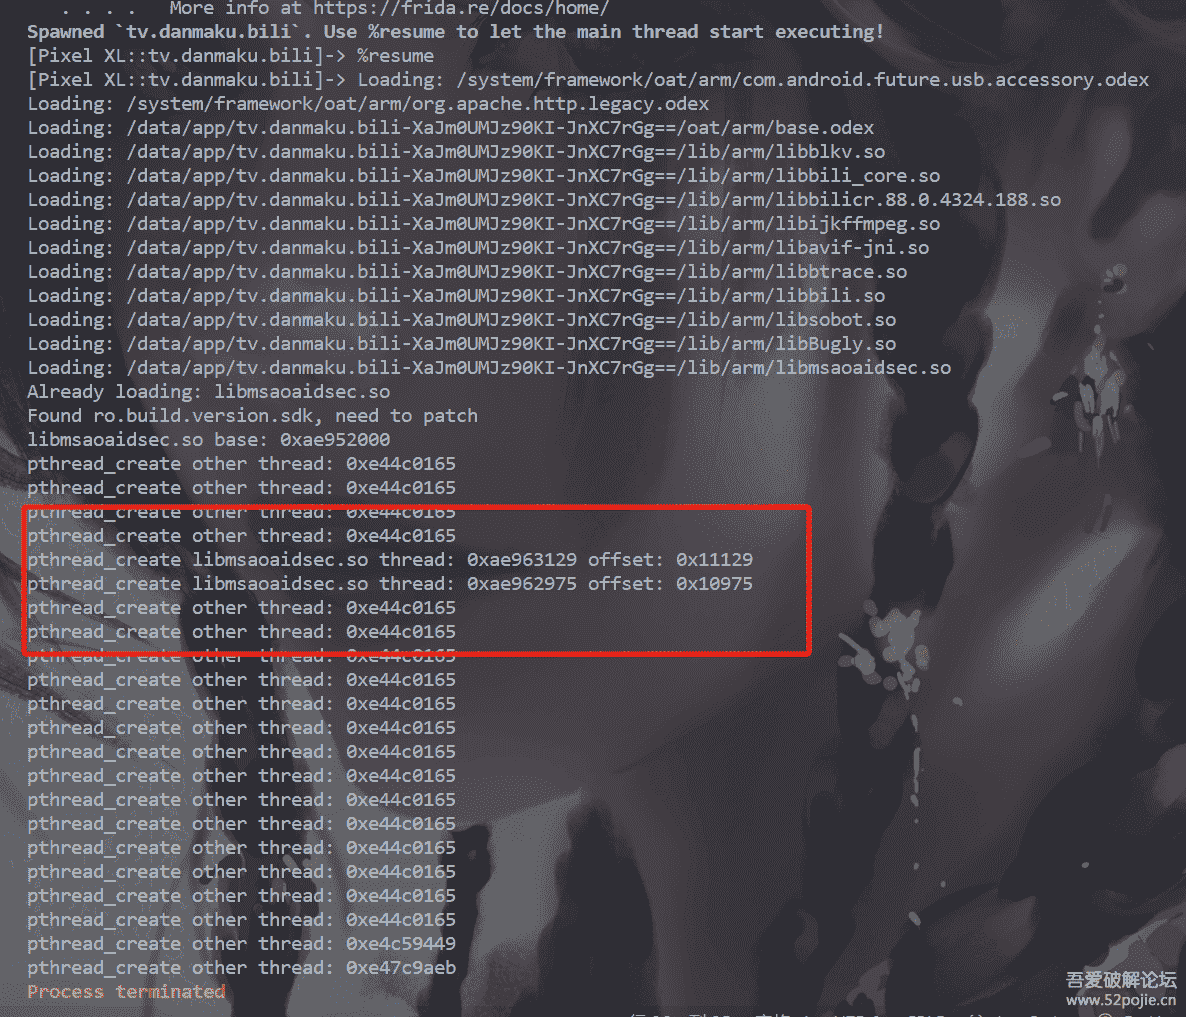 . . . .   More info at https://frida.re/docs/home/
Spawned `tv.danmaku.bili`. Use %resume to let the main thread start executing!
[Pixel XL::tv.danmaku.bili]-> %resume
[Pixel XL::tv.danmaku.bili]-> Loading: /system/framework/oat/arm/com.android.future.usb.accessory.odex
Loading: /system/framework/oat/arm/org.apache.http.legacy.odex
Loading: /data/app/tv.danmaku.bili-XaJm0UMJz90KI-JnXC7rGg==/oat/arm/base.odex
Loading: /data/app/tv.danmaku.bili-XaJm0UMJz90KI-JnXC7rGg==/lib/arm/libblkv.so
Loading: /data/app/tv.danmaku.bili-XaJm0UMJz90KI-JnXC7rGg==/lib/arm/libbili_core.so
Loading: /data/app/tv.danmaku.bili-XaJm0UMJz90KI-JnXC7rGg==/lib/arm/libbilicr.88.0.4324.188.so
Loading: /data/app/tv.danmaku.bili-XaJm0UMJz90KI-JnXC7rGg==/lib/arm/libijkffmpeg.so
Loading: /data/app/tv.danmaku.bili-XaJm0UMJz90KI-JnXC7rGg==/lib/arm/libavif-jni.so
Loading: /data/app/tv.danmaku.bili-XaJm0UMJz90KI-JnXC7rGg==/lib/arm/libbtrace.so
Loading: /data/app/tv.danmaku.bili-XaJm0UMJz90KI-JnXC7rGg==/lib/arm/libbili.so
Loading: /data/app/tv.danmaku.bili-XaJm0UMJz90KI-JnXC7rGg==/lib/arm/libsobot.so
Loading: /data/app/tv.danmaku.bili-XaJm0UMJz90KI-JnXC7rGg==/lib/arm/libBugly.so
Loading: /data/app/tv.danmaku.bili-XaJm0UMJz90KI-JnXC7rGg==/lib/arm/libmsaoaidsec.so
Already loading: libmsaoaidsec.so
Found ro.build.version.sdk, need to patch
libmsaoaidsec.so base: 0xae952000
pthread_create other thread: 0xe44c0165
pthread_create other thread: 0xe44c0165
pthread_create other thread: 0xe44c0165
pthread_create other thread: 0xe44c0165
pthread_create libmsaoaidsec.so thread: 0xae963129 offset: 0x11129
pthread_create libmsaoaidsec.so thread: 0xae962975 offset: 0x10975
pthread_create other thread: 0xe44c0165
pthread_create other thread: 0xe44c0165
pthread_create other thread: 0xe44c0165
pthread_create other thread: 0xe44c0165
pthread_create other thread: 0xe44c0165
pthread_create other thread: 0xe44c0165
pthread_create other thread: 0xe44c0165
pthread_create other thread: 0xe44c0165
pthread_create other thread: 0xe44c0165
pthread_create other thread: 0xe44c0165
pthread_create other thread: 0xe44c0165
pthread_create other thread: 0xe44c0165
pthread_create other thread: 0xe44c0165
pthread_create other thread: 0xe44c0165
pthread_create other thread: 0xe4c59449
pthread_create other thread: 0xe47c9aeb
Process terminated
吾爱破解论坛
www.52pojie.cn